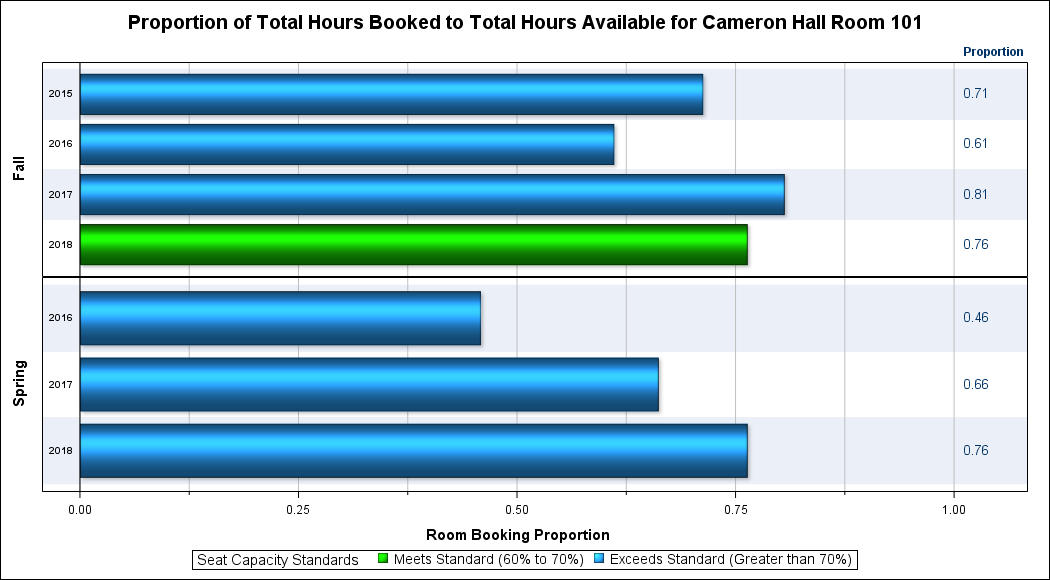 Proportion of Total Hours Booked to Total Hours Available for Cameron Hall Room 101
Proportion
Fall
2015 0.71
2016 0.61
2017 0.81
2018 0.76
Spring
2016 0.46
2017 0.66
2018 0.76
0.00 0.25 0.50 0.75 1.00
Room Booking Proportion
Seat Capacity Standards Meets Standard (60% to 70%) Exceeds Standard (Greater than 70%)